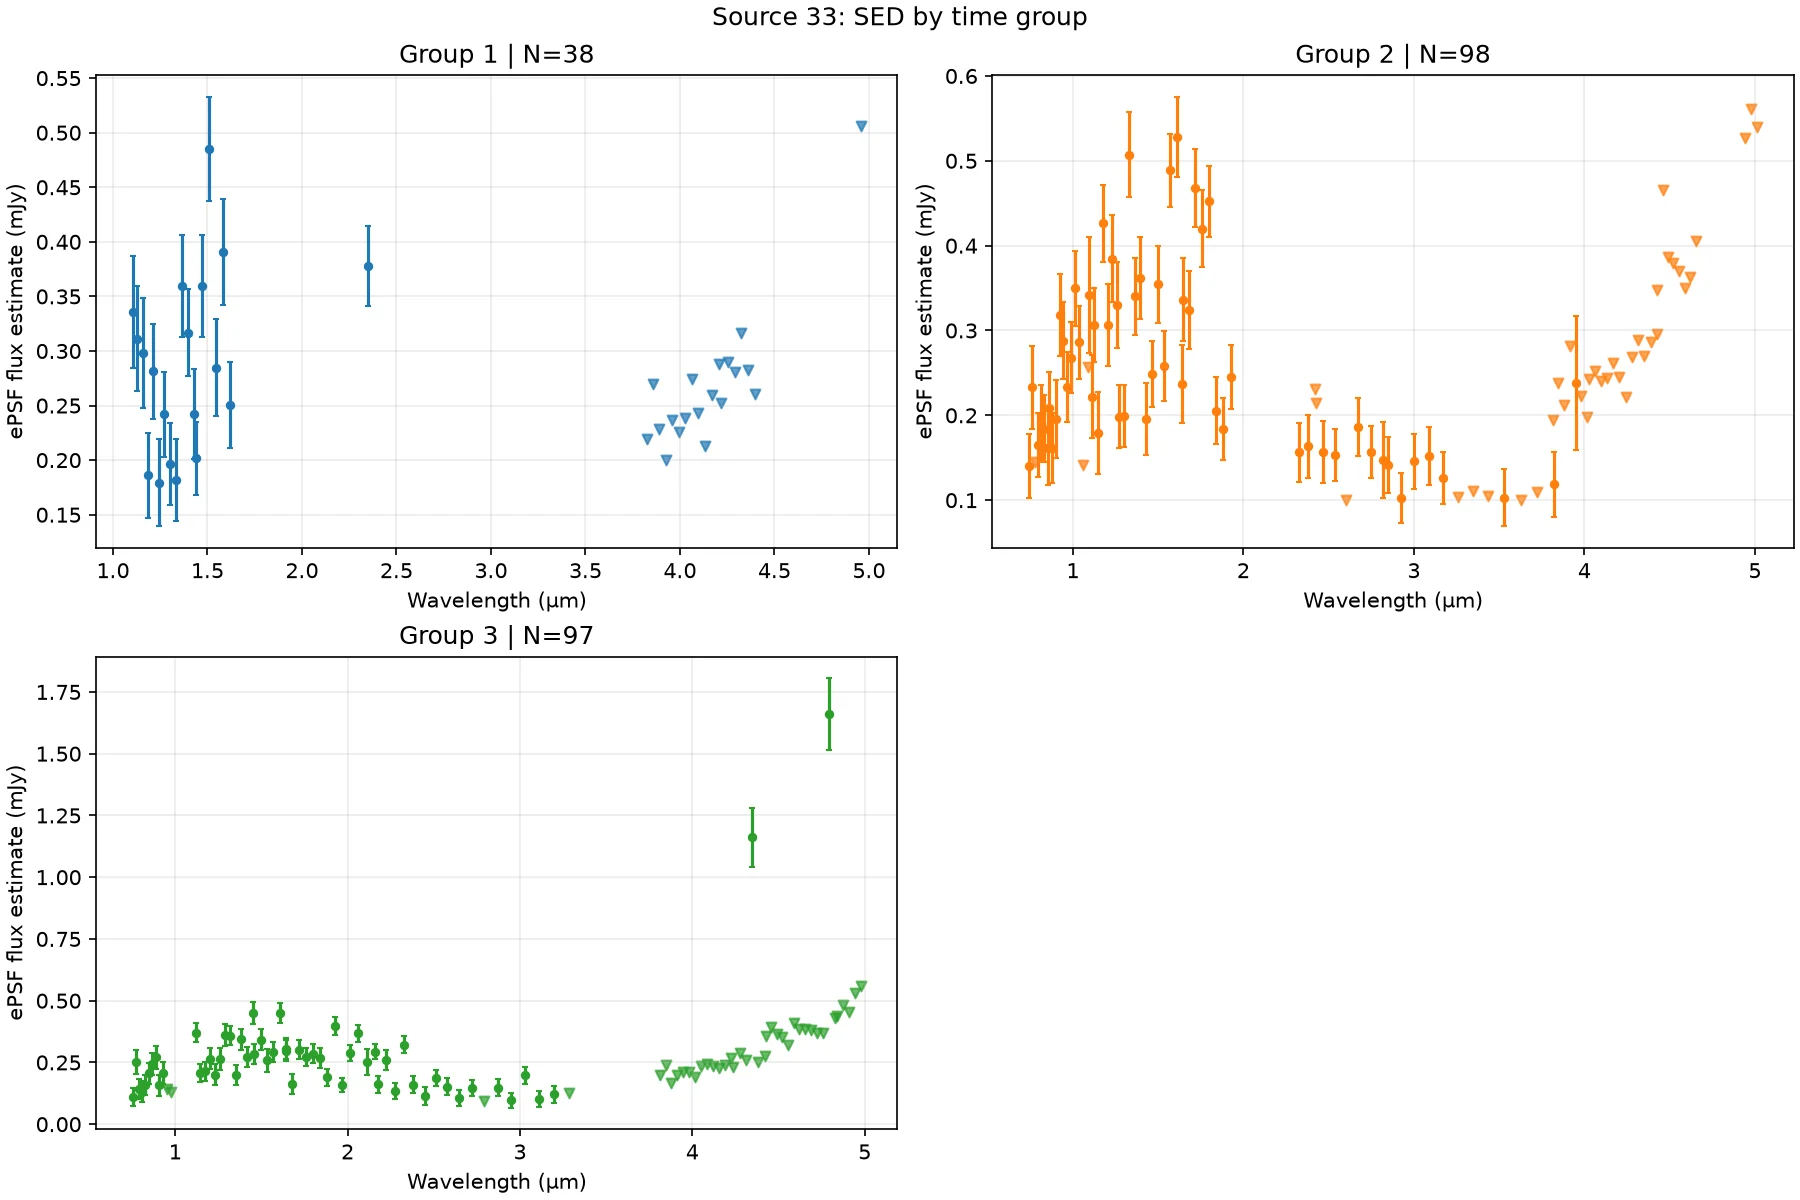 Source 33: SED by time group
Group 1 | N=38
0.55
0.50
0.45
0.40
0.35
0.30
0.25
0.20
0.15
ePSF flux estimate (mJy)
1.0 1.5 2.0 2.5 3.0 3.5 4.0 4.5 5.0
Wavelength (μm)
Group 2 | N=98
0.6
0.5
0.4
0.3
0.2
0.1
ePSF flux estimate (mJy)
1 2 3 4 5
Wavelength (μm)
Group 3 | N=97
1.75
1.50
1.25
1.00
0.75
0.50
0.25
0.00
ePSF flux estimate (mJy)
1 2 3 4 5
Wavelength (μm)